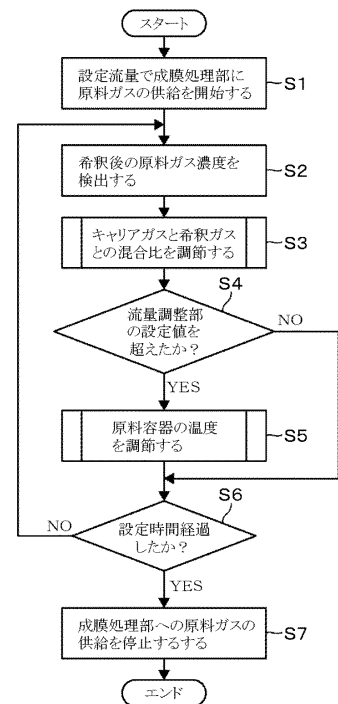 スタート
設定流量で成膜処理部に
原料ガスの供給を開始する
S1
希釈後の原料ガス濃度を
検出する
S2
キャリアガスと希釈ガス
との混合比を調節する
S3
S4
流量調整部
の設定値を
超えたか？
NO
YES
原料容器の温度
を調節する
S5
S6
設定時間経過
したか？
NO
YES
成膜処理部への原料ガスの
供給を停止するする
S7
エンド